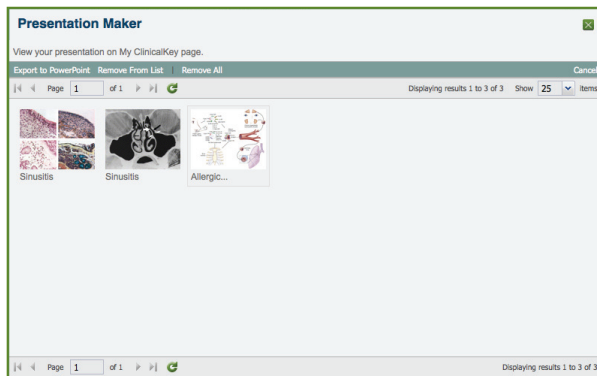 Presentation Maker
View your presentation on My ClinicalKey page.
Export to PowerPoint Remove From List | Remove All Cancel
Page 1 of 1 Displaying results 1 to 3 of 3 Show 25 items
Sinusitis Sinusitis Allergic...
Page 1 of 1 Displaying results 1 to 3 of 3